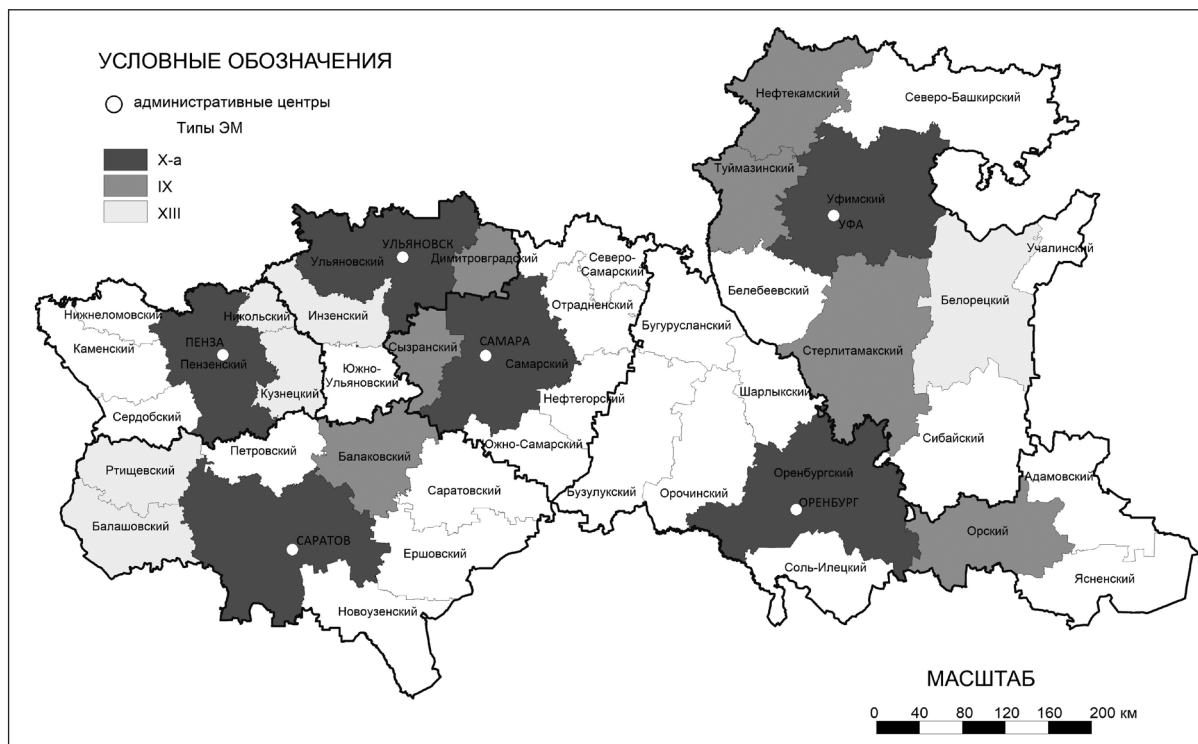 УСЛОВНЫЕ ОБОЗНАЧЕНИЯ
административные центры
Типы ЭМ
X-а
IX
XIII
Нефтекамский
Северо-Башкирский
Туймазинский
Уфимский
УФА
Учалинский
Белебеевский
Белорецкий
Стерлитамакский
Сибайский
УЛЬЯНОВСК
Ульяновский
Димитровградский
Северо-
Самарский
Отрадненский
Инзенский
Никольский
Нижнеломовский
Каменский
ПЕНЗА
Пензенский
Сызранский
САМАРА
Самарский
Бугурусланский
Южно-
Ульяновский
Кузнецкий
Сердобский
Нефтегорский
Шарлыкский
Южно-Самарский
Петровский
Балаковский
Ртищевский
Саратовский
Бузулукский
Орочинский
Оренбургский
ОРЕНБУРГ
Адамовский
Балашовский
САРАТОВ
Ершовский
Орский
Соль-Илецкий
Ясненский
Новоузенский
МАСШТАБ
0 40 80 120 160 200 км